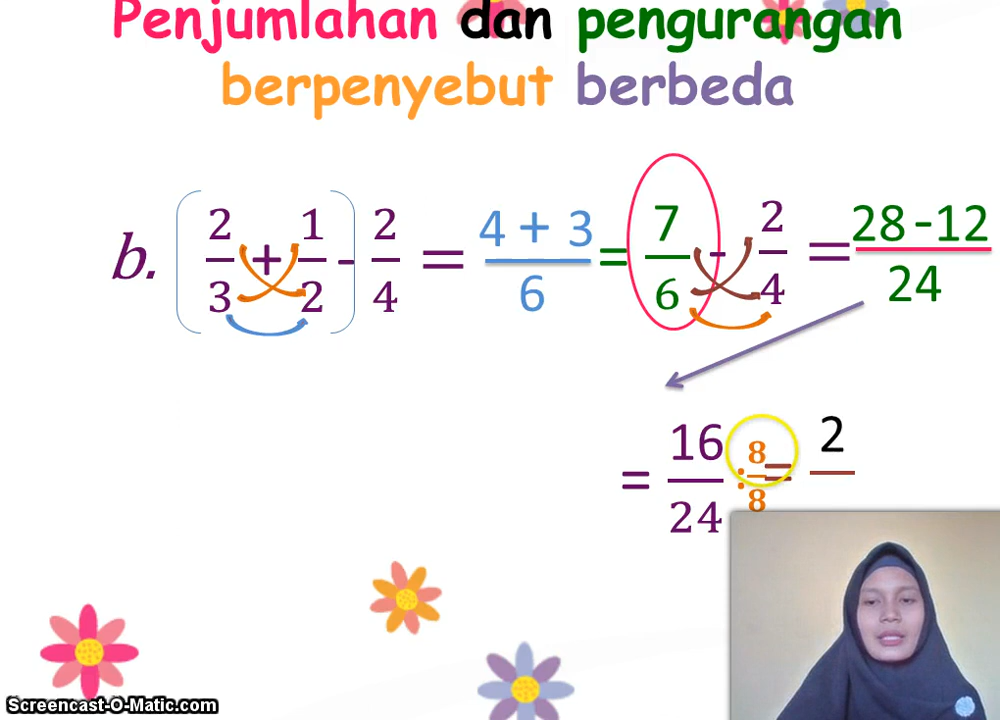 Penjumlahan dan pengurangan
berpenyebut berbeda
b. (2/3 + 1/2) - 2/4 = 4 + 3/6 = 7/6 - 2/4 = 28 -12/24
= 16/24 : 8/8 = 2
Screencast-O-Matic.com